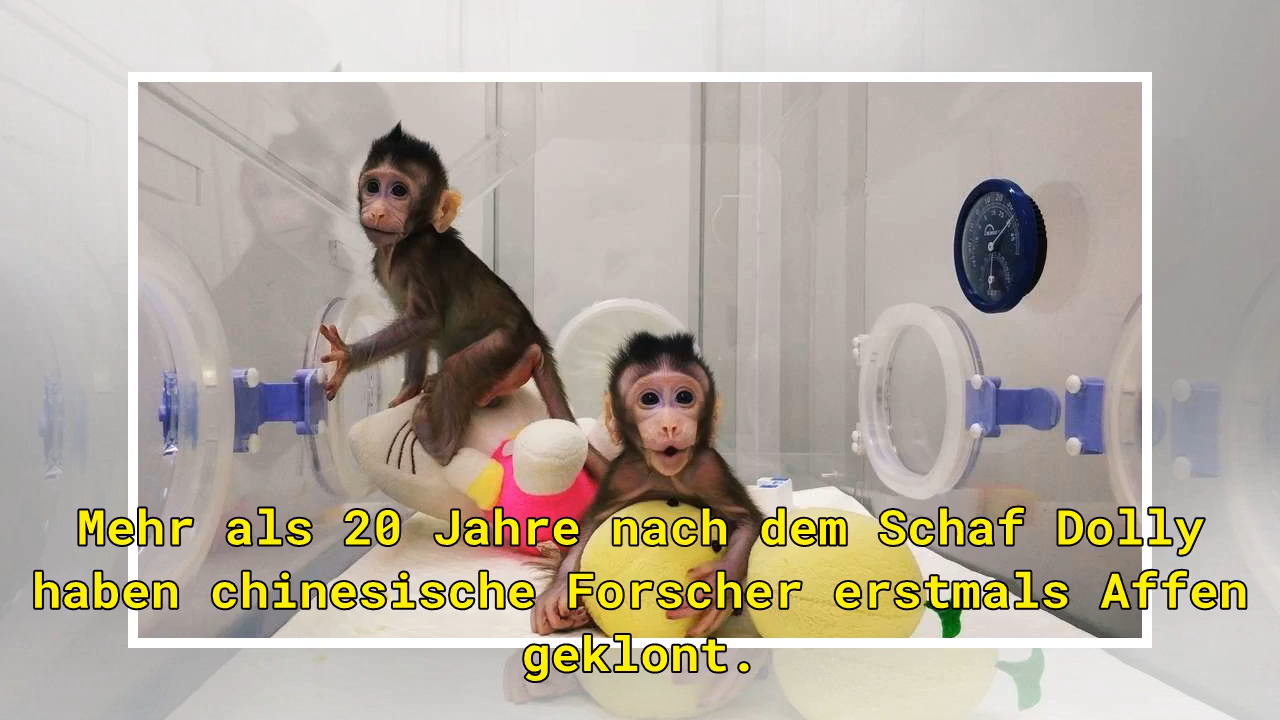 Mehr als 20 Jahre nach dem Schaf Dolly
haben chinesische Forscher erstmals Affen
geklont.